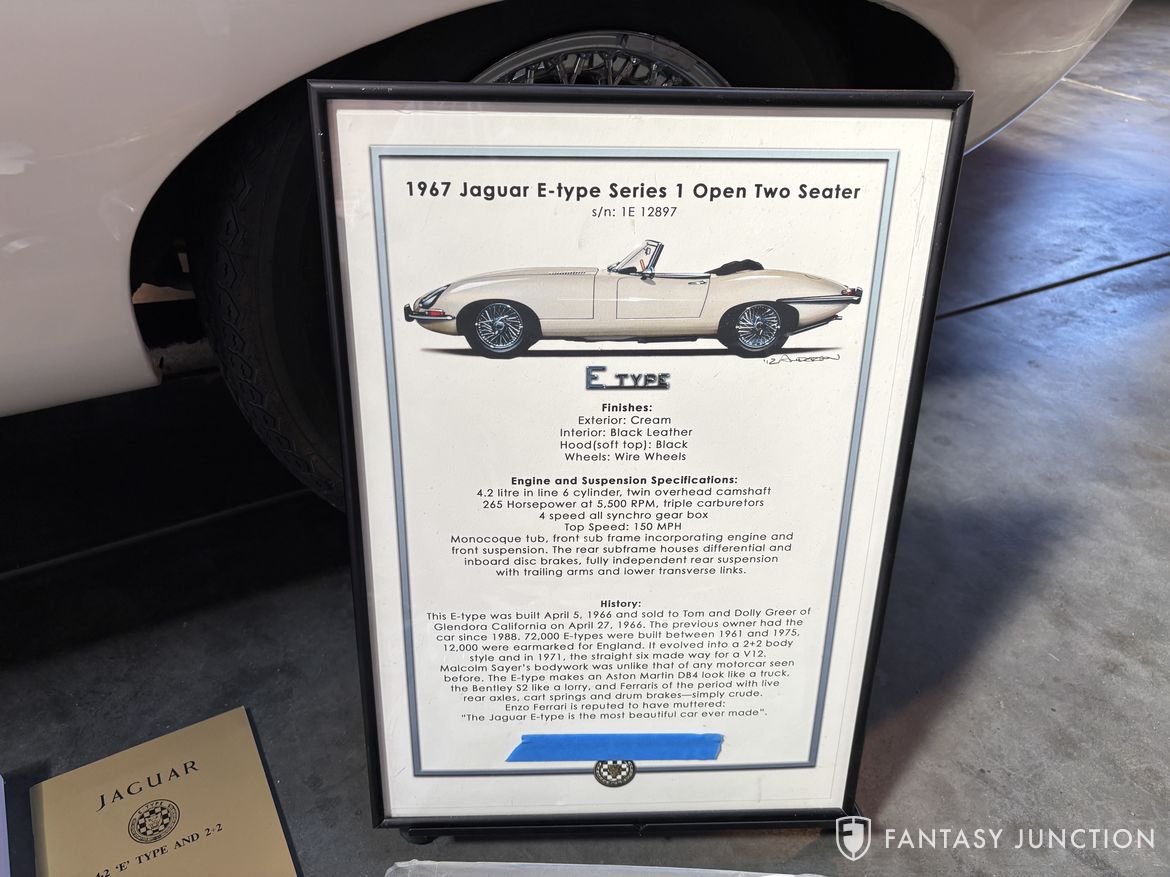 1967 Jaguar E-type Series 1 Open Two Seater
s/n: 1E 12897
'12 Anderson
E TYPE
Finishes:
Exterior: Cream
Interior: Black Leather
Hood(soft top): Black
Wheels: Wire Wheels
Engine and Suspension Specifications:
4.2 litre in line 6 cylinder, twin overhead camshaft
265 Horsepower at 5,500 RPM, triple carburetors
4 speed all synchro gear box
Top Speed: 150 MPH
Monocoque tub, front sub frame incorporating engine and
front suspension. The rear subframe houses differential and
inboard disc brakes, fully independent rear suspension
with trailing arms and lower transverse links.
History:
This E-type was built April 5, 1966 and sold to Tom and Dolly Greer of
Glendora California on April 27, 1966. The previous owner had the
car since 1988. 72,000 E-types were built between 1961 and 1975,
12,000 were earmarked for England. It evolved into a 2+2 body
style and in 1971, the straight six made way for a V12.
Malcolm Sayer's bodywork was unlike that of any motorcar seen
before. The E-type makes an Aston Martin DB4 look like a truck,
the Bentley S2 like a lorry, and Ferraris of the period with live
rear axles, cart springs and drum brakes—simply crude.
Enzo Ferrari is reputed to have muttered:
"The Jaguar E-type is the most beautiful car ever made".
JAGUAR
E TYPE
4·2 'E' TYPE AND 2+2
FANTASY JUNCTION